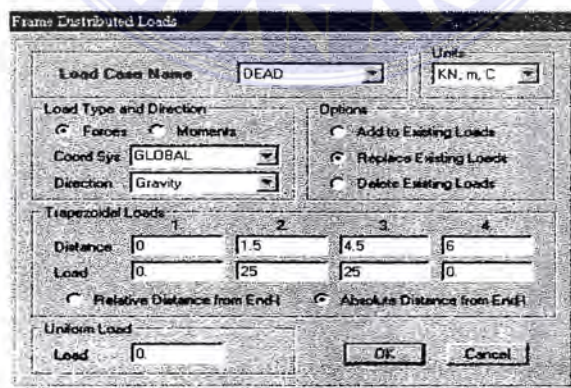 Frame Distributed Loads
Units
Load Case Name DEAD KN, m, C
Load Type and Direction
Forces Moments
Coord Sys GLOBAL
Direction Gravity
Options
Add to Existing Loads
Replace Existing Loads
Delete Existing Loads
Trapezoidal Loads
1. 2. 3. 4.
Distance 0 1.5 4.5 6
Load 0. 25 25 0.
Relative Distance from End-I Absolute Distance from End-I
Uniform Load
Load 0.
OK Cancel